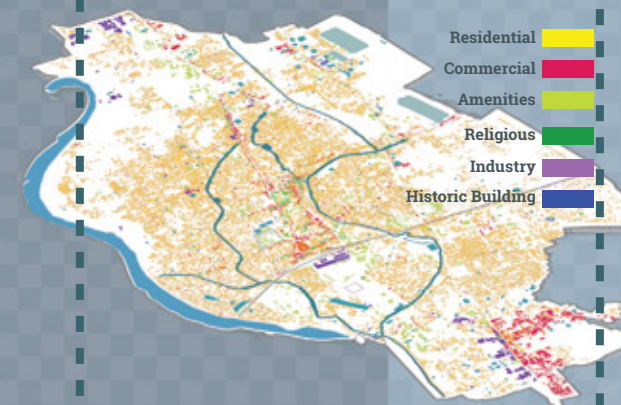 Residential
Commercial
Amenities
Religious
Industry
Historic Building